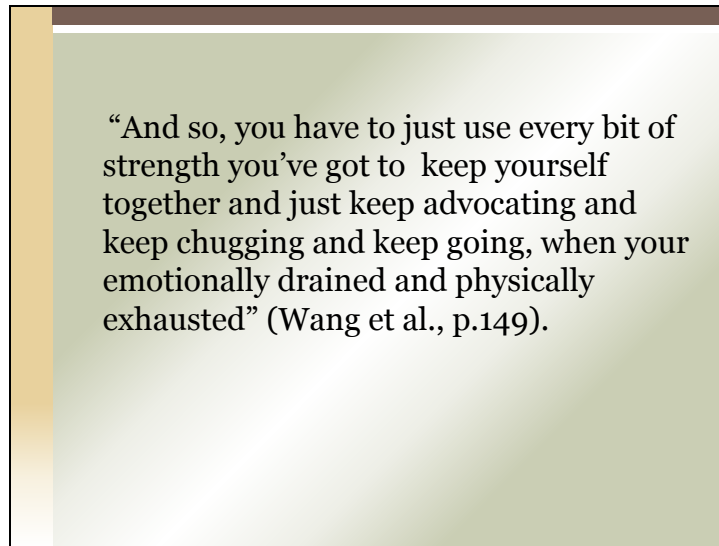 “And so, you have to just use every bit of
strength you’ve got to  keep yourself
together and just keep advocating and
keep chugging and keep going, when your
emotionally drained and physically
exhausted” (Wang et al., p.149).